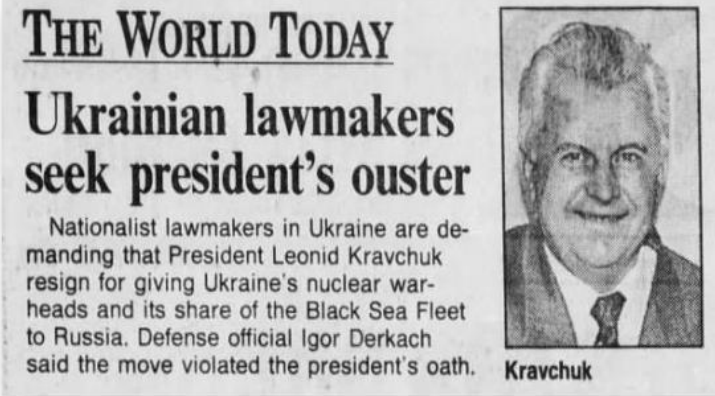 THE WORLD TODAY
Ukrainian lawmakers
seek president's ouster
Nationalist lawmakers in Ukraine are de-
manding that President Leonid Kravchuk
resign for giving Ukraine's nuclear war-
heads and its share of the Black Sea Fleet
to Russia. Defense official Igor Derkach
said the move violated the president's oath.
Kravchuk